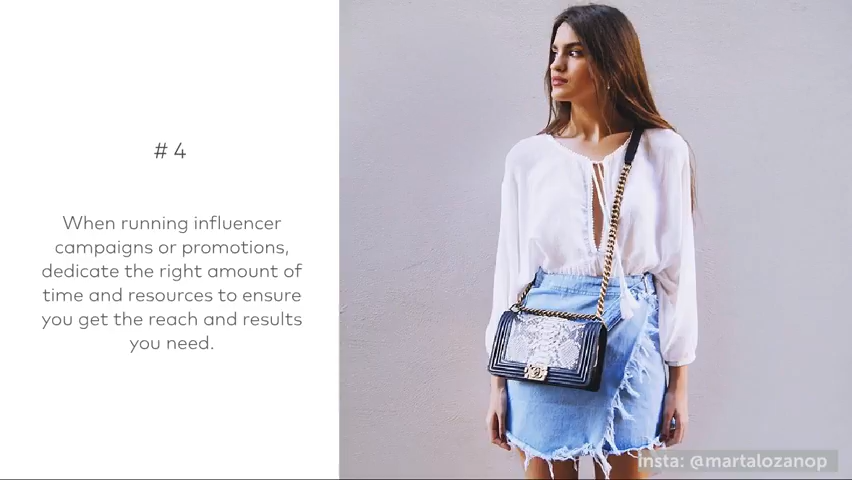 # 4
When running influencer
campaigns or promotions,
dedicate the right amount of
time and resources to ensure
you get the reach and results
you need.
insta: @martalozanop